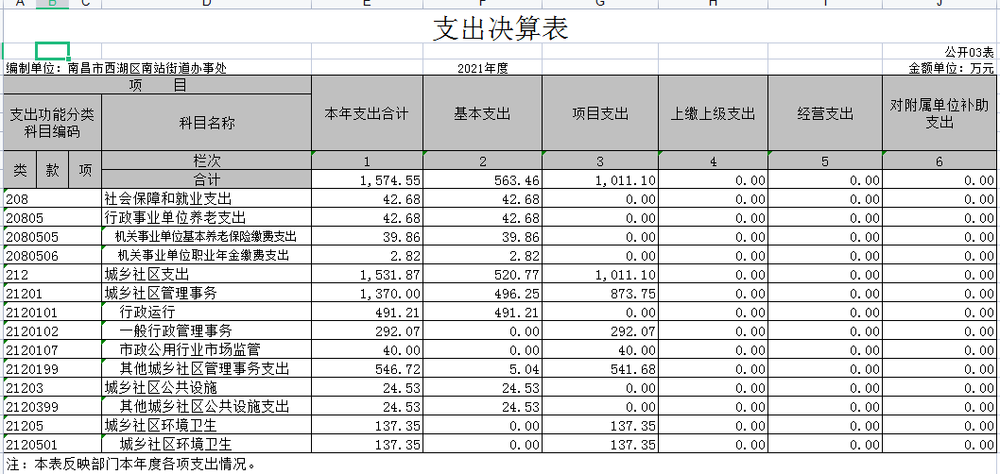 A B C D E F G H I J
支出决算表
公开03表
编制单位：南昌市西湖区南站街道办事处 2021年度 金额单位：万元
项 目 本年支出合计 基本支出 项目支出 上缴上级支出 经营支出 对附属单位补助支出
支出功能分类科目编码 科目名称
类 款 项 栏次 1 2 3 4 5 6
合计 1,574.55 563.46 1,011.10 0.00 0.00 0.00
208 社会保障和就业支出 42.68 42.68 0.00 0.00 0.00 0.00
20805 行政事业单位养老支出 42.68 42.68 0.00 0.00 0.00 0.00
2080505 机关事业单位基本养老保险缴费支出 39.86 39.86 0.00 0.00 0.00 0.00
2080506 机关事业单位职业年金缴费支出 2.82 2.82 0.00 0.00 0.00 0.00
212 城乡社区支出 1,531.87 520.77 1,011.10 0.00 0.00 0.00
21201 城乡社区管理事务 1,370.00 496.25 873.75 0.00 0.00 0.00
2120101 行政运行 491.21 491.21 0.00 0.00 0.00 0.00
2120102 一般行政管理事务 292.07 0.00 292.07 0.00 0.00 0.00
2120107 市政公用行业市场监管 40.00 0.00 40.00 0.00 0.00 0.00
2120199 其他城乡社区管理事务支出 546.72 5.04 541.68 0.00 0.00 0.00
21203 城乡社区公共设施 24.53 24.53 0.00 0.00 0.00 0.00
2120399 其他城乡社区公共设施支出 24.53 24.53 0.00 0.00 0.00 0.00
21205 城乡社区环境卫生 137.35 0.00 137.35 0.00 0.00 0.00
2120501 城乡社区环境卫生 137.35 0.00 137.35 0.00 0.00 0.00
注：本表反映部门本年度各项支出情况。